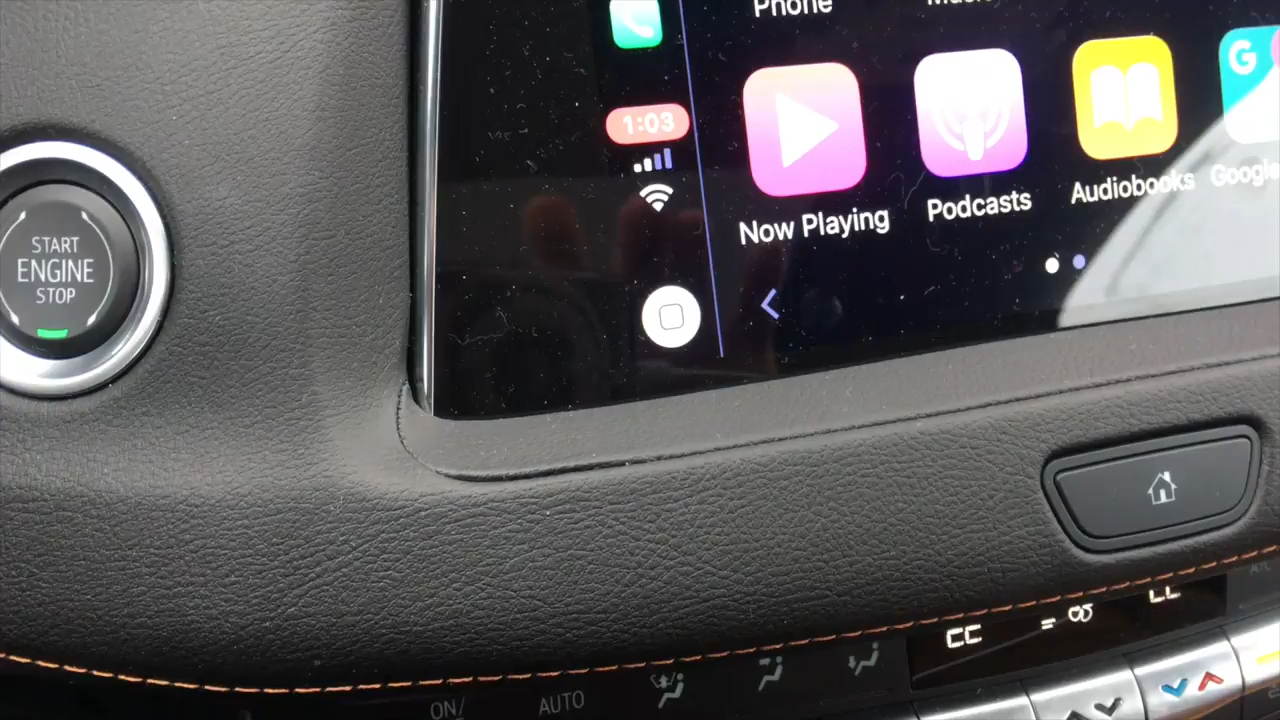 Phone
1:03
Now Playing
Podcasts
Audiobooks
G
Google
START
ENGINE
STOP
ON/
AUTO